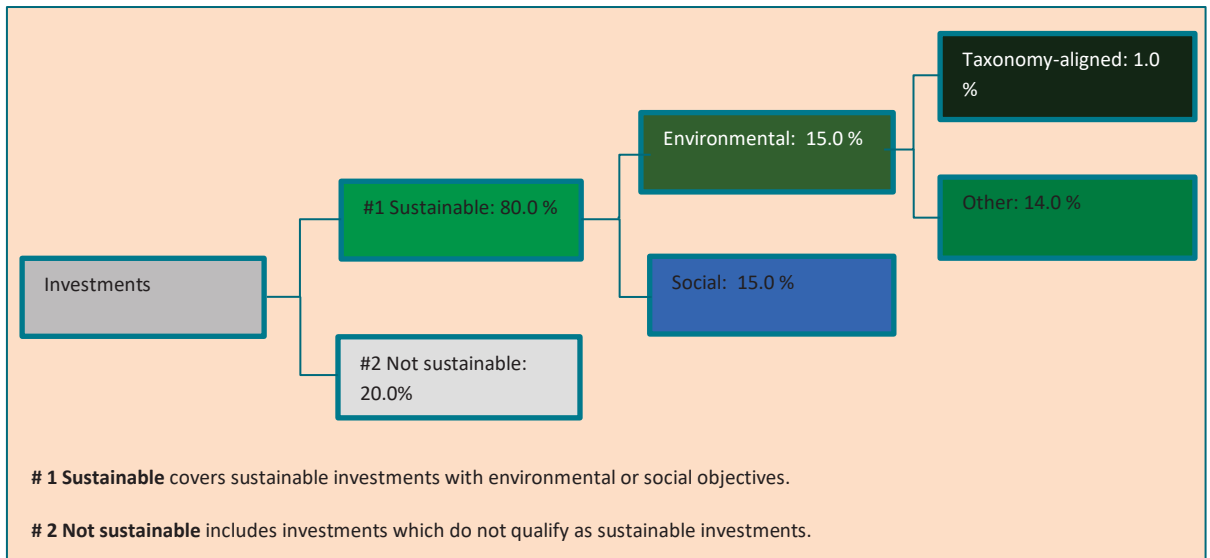 Taxonomy-aligned: 1.0
%
Environmental:  15.0 %
#1 Sustainable: 80.0 %
Other: 14.0 %
Investments
Social:  15.0 %
#2 Not sustainable:
20.0%
# 1 Sustainable covers sustainable investments with environmental or social objectives.
# 2 Not sustainable includes investments which do not qualify as sustainable investments.